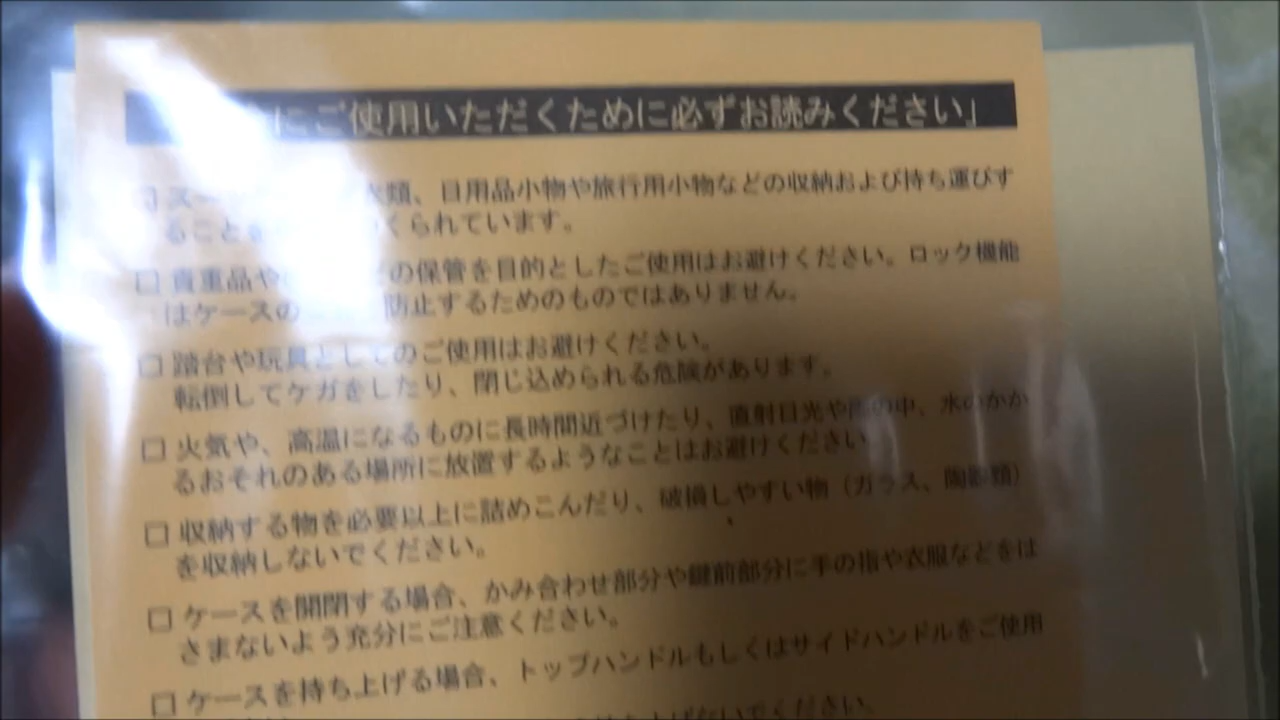 にご使用いただくために必ずお読みください」
□ スー 衣類、日用品小物や旅行用小物などの収納および持ち運びす
ることを くられています。
□ 貴重品や の保管を目的としたご使用はお避けください。ロック機能
はケースの 防止するためのものではありません。
□ 踏台や玩具としてのご使用はお避けください。
転倒してケガをしたり、閉じ込められる危険があります。
□ 火気や、高温になるものに長時間近づけたり、直射日光や雨の中、水のかか
るおそれのある場所に放置するようなことはお避けください
□ 収納する物を必要以上に詰めこんだり、破損しやすい物（ガラス、陶器類）
を収納しないでください。
□ ケースを開閉する場合、かみ合わせ部分や鍵前部分に手の指や衣服などをは
さまないよう充分にご注意ください。
□ ケースを持ち上げる場合、トップハンドルもしくはサイドハンドルをご使用
ないでください。